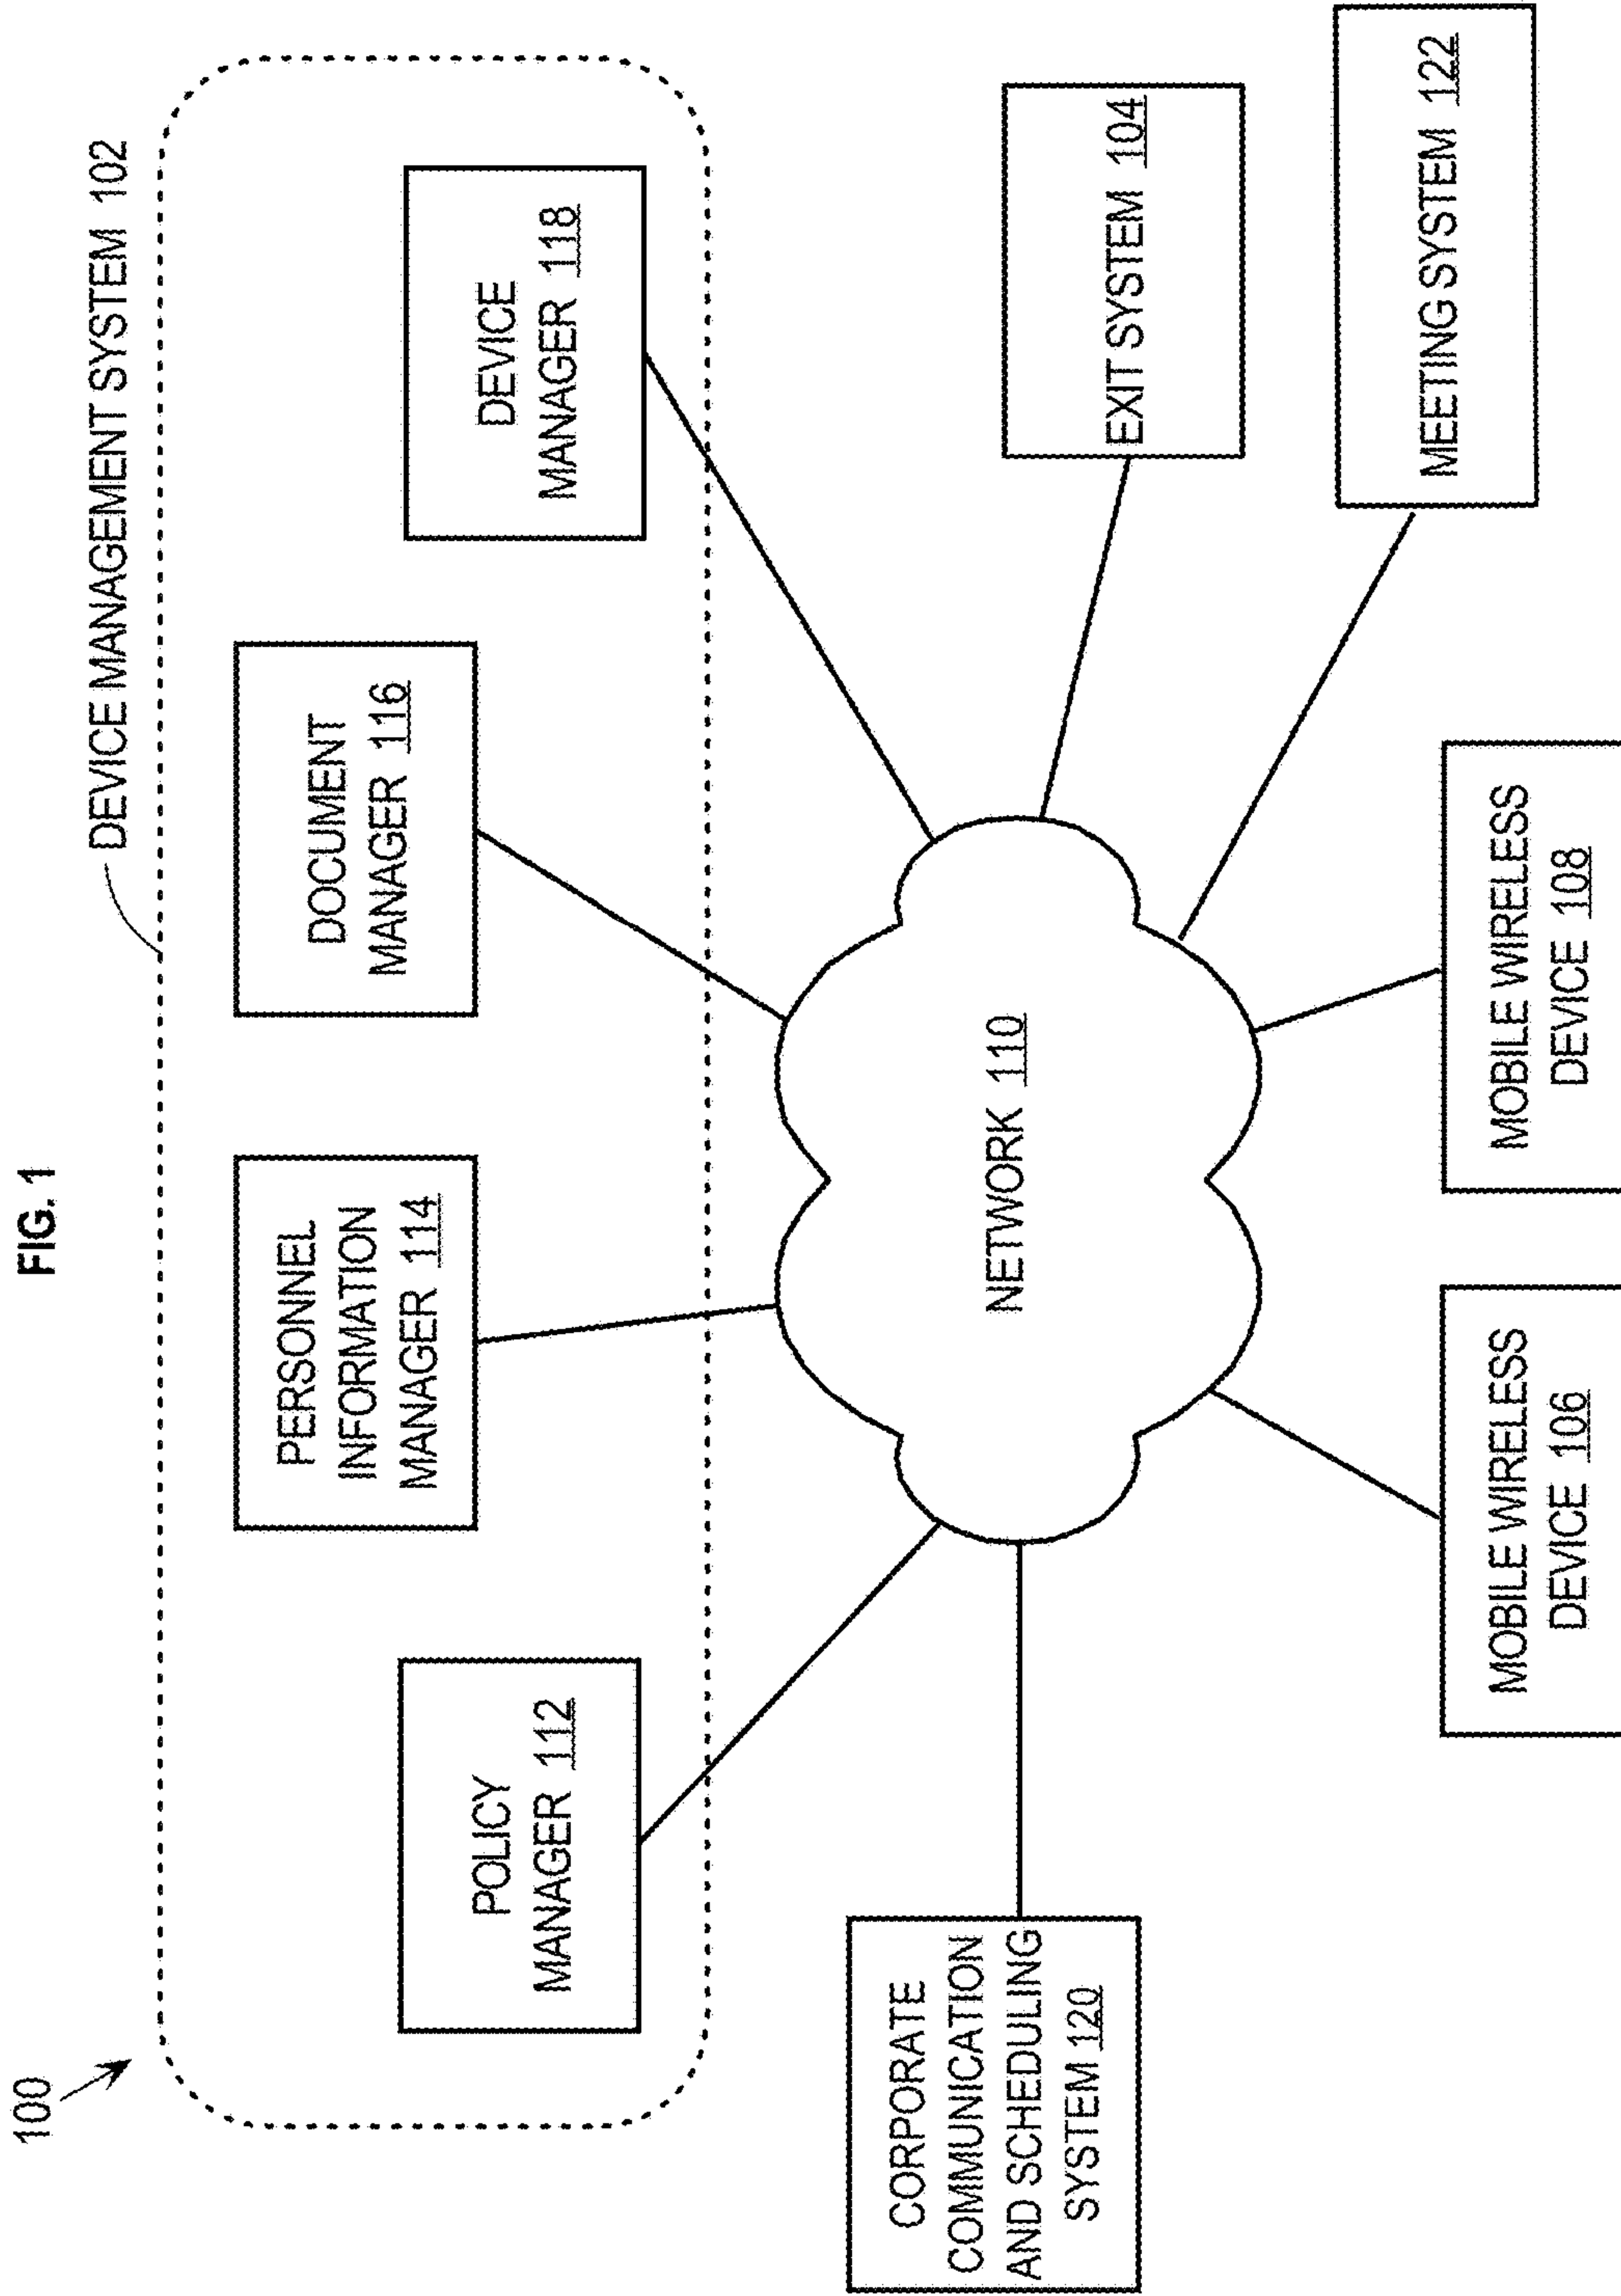 FIG. 1
100
DEVICE MANAGEMENT SYSTEM 102
PERSONNEL
INFORMATION
MANAGER 114
DOCUMENT
MANAGER 116
POLICY
MANAGER 112
DEVICE
MANAGER 118
CORPORATE
COMMUNICATION
AND SCHEDULING
SYSTEM 120
NETWORK 110
EXIT SYSTEM 104
MEETING SYSTEM 122
MOBILE WIRELESS
DEVICE 106
MOBILE WIRELESS
DEVICE 108